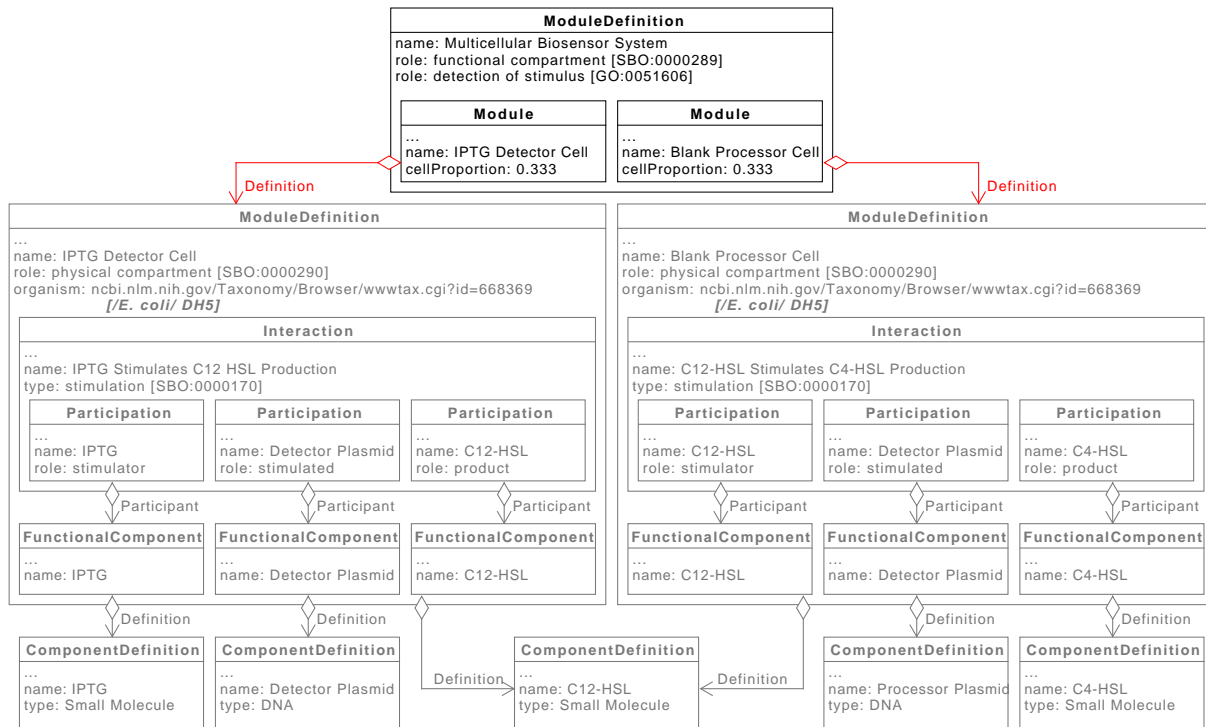 ModuleDefinition
name: Multicellular Biosensor System
role: functional compartment [SBO:0000289]
role: detection of stimulus [GO:0051606]
Module
...
name: IPTG Detector Cell
cellProportion: 0.333
Module
...
name: Blank Processor Cell
cellProportion: 0.333
Definition
Definition
ModuleDefinition
...
name: IPTG Detector Cell
role: physical compartment [SBO:0000290]
organism: ncbi.nlm.nih.gov/Taxonomy/Browser/wwwtax.cgi?id=668369
[/E. coli/ DH5]
Interaction
...
name: IPTG Stimulates C12 HSL Production
type: stimulation [SBO:0000170]
Participation
...
name: IPTG
role: stimulator
Participation
...
name: Detector Plasmid
role: stimulated
Participation
...
name: C12-HSL
role: product
Participant
Participant
Participant
FunctionalComponent
...
name: IPTG
FunctionalComponent
...
name: Detector Plasmid
FunctionalComponent
...
name: C12-HSL
ModuleDefinition
...
name: Blank Processor Cell
role: physical compartment [SBO:0000290]
organism: ncbi.nlm.nih.gov/Taxonomy/Browser/wwwtax.cgi?id=668369
[/E. coli/ DH5]
Interaction
...
name: C12-HSL Stimulates C4-HSL Production
type: stimulation [SBO:0000170]
Participation
...
name: C12-HSL
role: stimulator
Participation
...
name: Detector Plasmid
role: stimulated
Participation
...
name: C4-HSL
role: product
Participant
Participant
Participant
FunctionalComponent
...
name: C12-HSL
FunctionalComponent
...
name: Detector Plasmid
FunctionalComponent
...
name: C4-HSL
Definition
Definition
Definition
Definition
Definition
Definition
ComponentDefinition
...
name: IPTG
type: Small Molecule
ComponentDefinition
...
name: Detector Plasmid
type: DNA
ComponentDefinition
...
name: C12-HSL
type: Small Molecule
ComponentDefinition
...
name: Processor Plasmid
type: DNA
ComponentDefinition
...
name: C4-HSL
type: Small Molecule